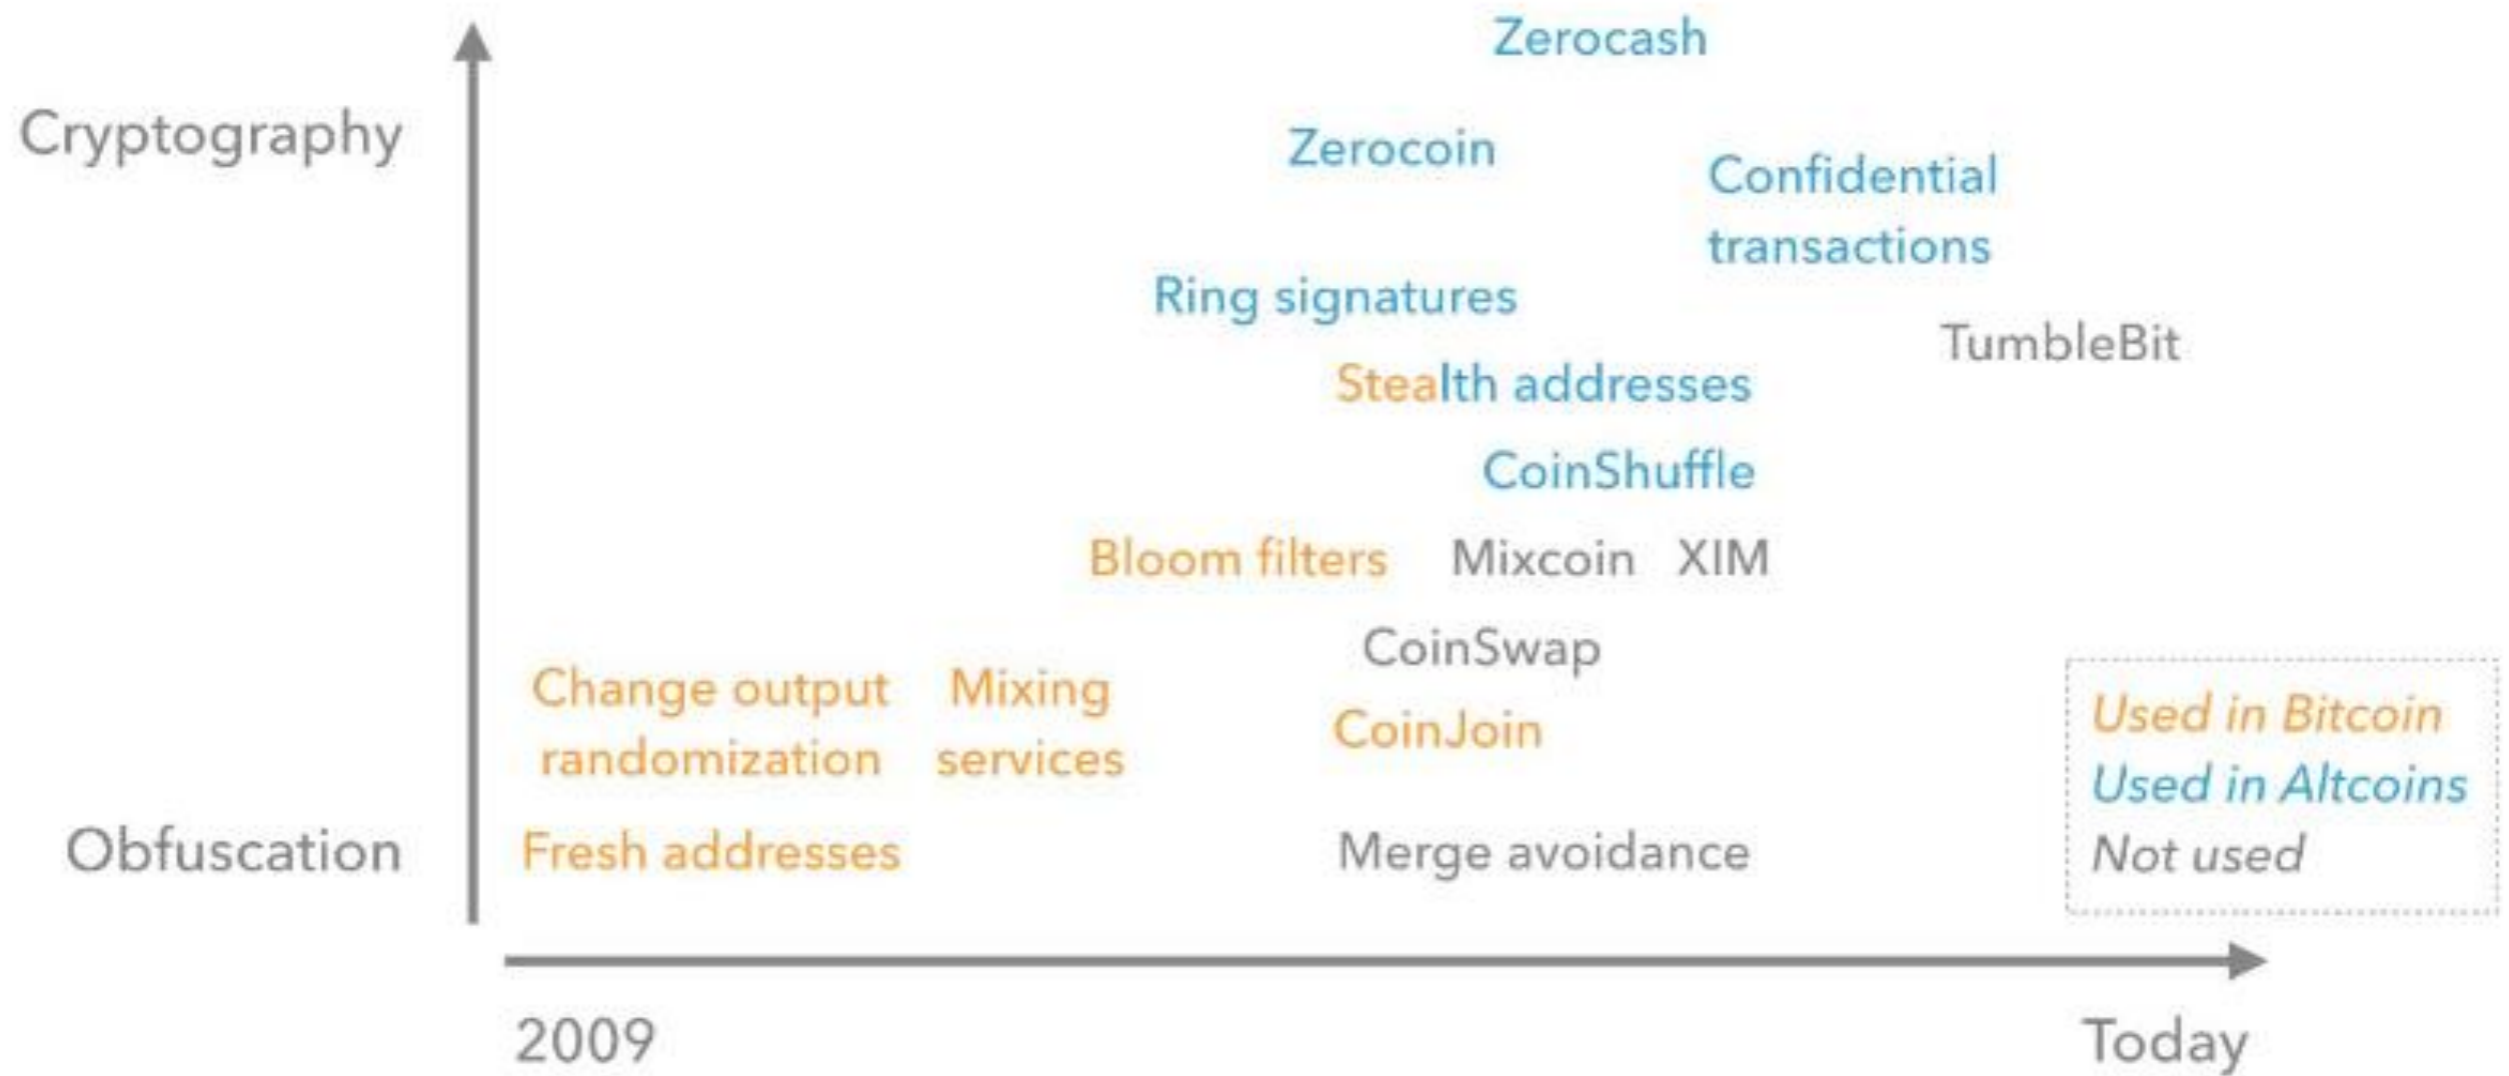 Zerocash
Cryptography
Zerocoin
Confidential
transactions
Ring signatures
TumbleBit
Stealth addresses
CoinShuffle
Bloom filters Mixcoin XIM
CoinSwap
Change output
randomization
Mixing
services
CoinJoin
Used in Bitcoin
Used in Altcoins
Not used
Obfuscation
Fresh addresses
Merge avoidance
2009
Today